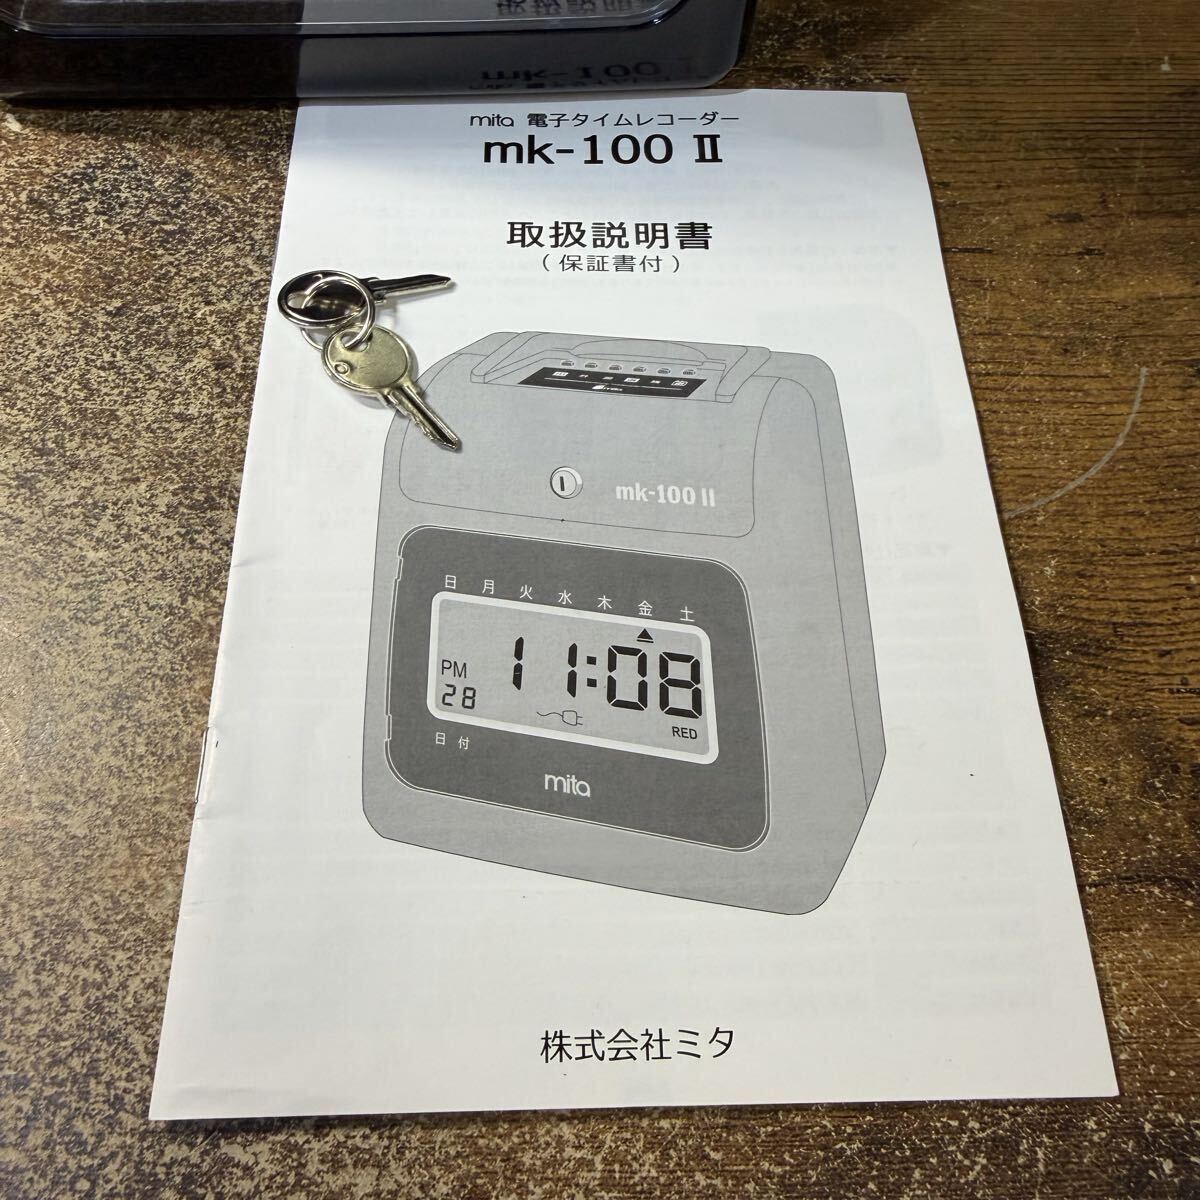 mita 電子タイムレコーダー
mk-100 II
取扱説明書
(保証書付)
mk-100 II
日 月 火 水 木 金 土
PM
11:08
28
RED
日付
mita
株式会社ミタ